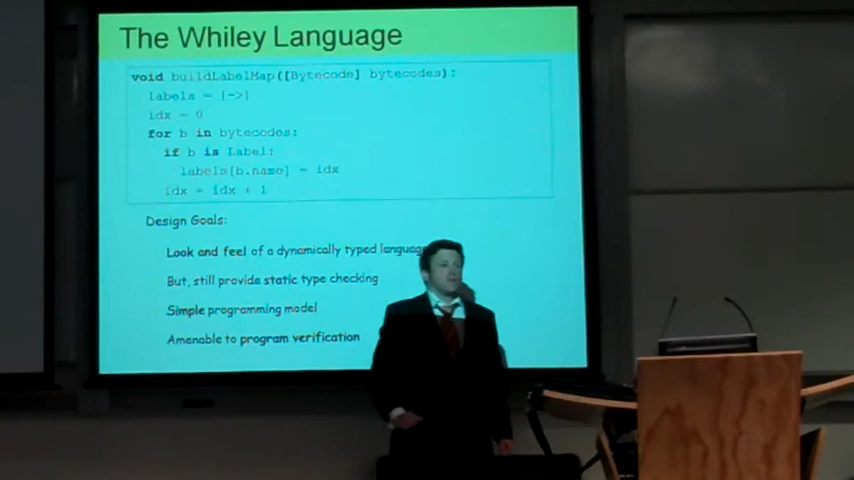 The Whiley Language
void buildLabelMap([Bytecode] bytecodes):
labels = {->}
idx = 0
for b in bytecodes:
if b is Label:
labels[b.name] = idx
idx = idx + 1
Design Goals:
Look and feel of a dynamically typed language
But, still provide static type checking
Simple programming model
Amenable to program verification